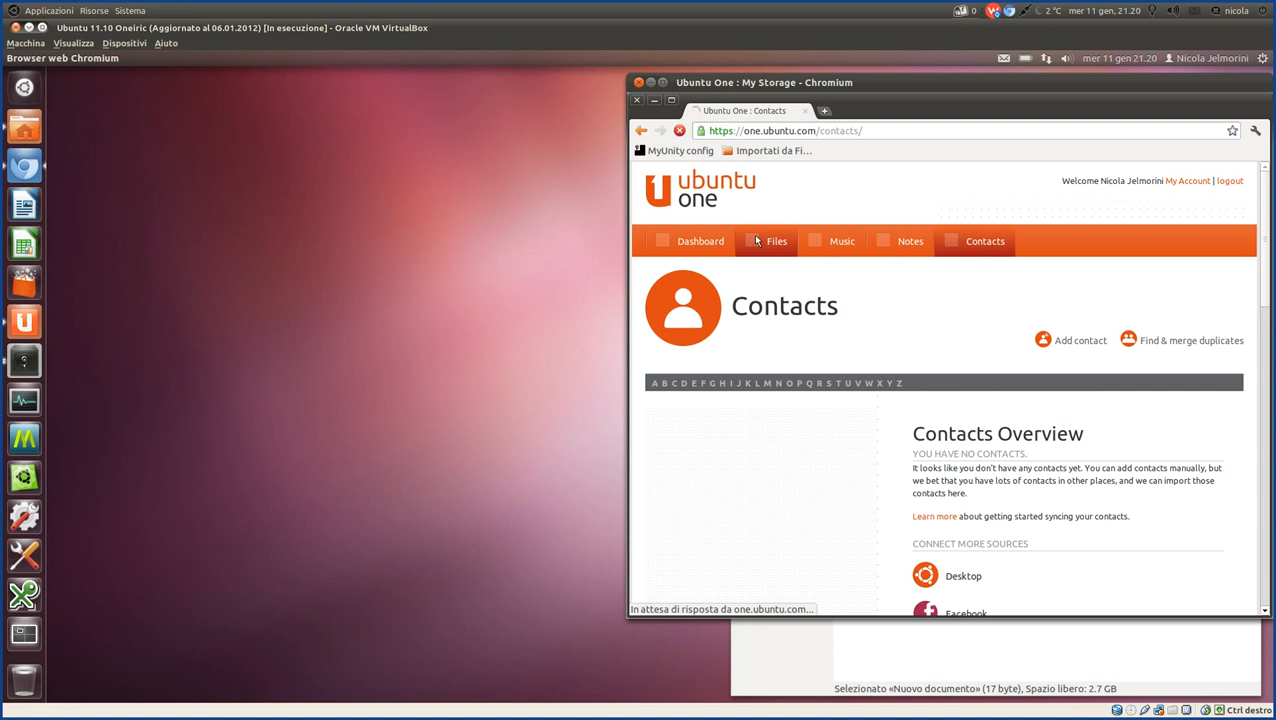 Applicazioni Risorse Sistema
0 2 °C mer 11 gen, 21.20 nicola
Ubuntu 11.10 Oneiric (Aggiornato al 06.01.2012) [In esecuzione] - Oracle VM VirtualBox
Macchina Visualizza Dispositivi Aiuto
Browser web Chromium
mer 11 gen 21.20 Nicola Jelmorini
Ubuntu One : My Storage - Chromium
Ubuntu One : Contacts
https://one.ubuntu.com/contacts/
MyUnity config Importati da Fi...
ubuntu
one
Welcome Nicola Jelmorini My Account | logout
Dashboard Files Music Notes Contacts
Contacts
Add contact Find & merge duplicates
A B C D E F G H I J K L M N O P Q R S T U V W X Y Z
Contacts Overview
YOU HAVE NO CONTACTS.
It looks like you don't have any contacts yet. You can add contacts manually, but
we bet that you have lots of contacts in other places, and we can import those
contacts here.
Learn more about getting started syncing your contacts.
CONNECT MORE SOURCES
Desktop
Facebook
In attesa di risposta da one.ubuntu.com...
Selezionato «Nuovo documento» (17 byte), Spazio libero: 2.7 GB
Ctrl destro